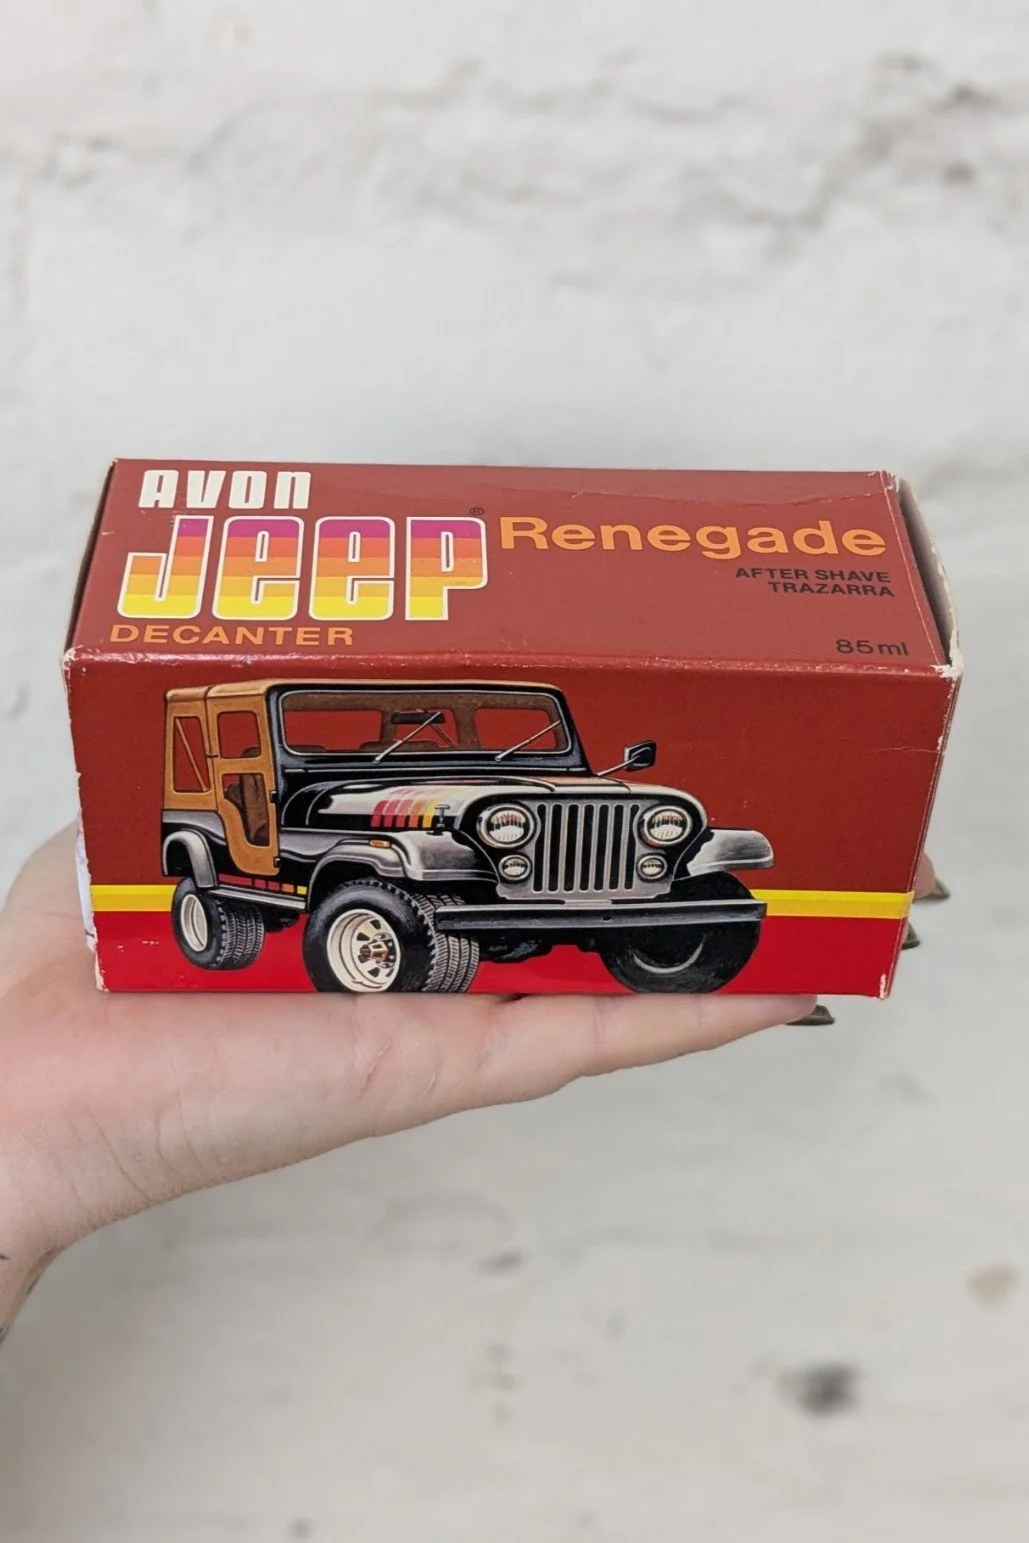 AVON
Jeep® Renegade
AFTER SHAVE
TRAZARRA
DECANTER
85ml